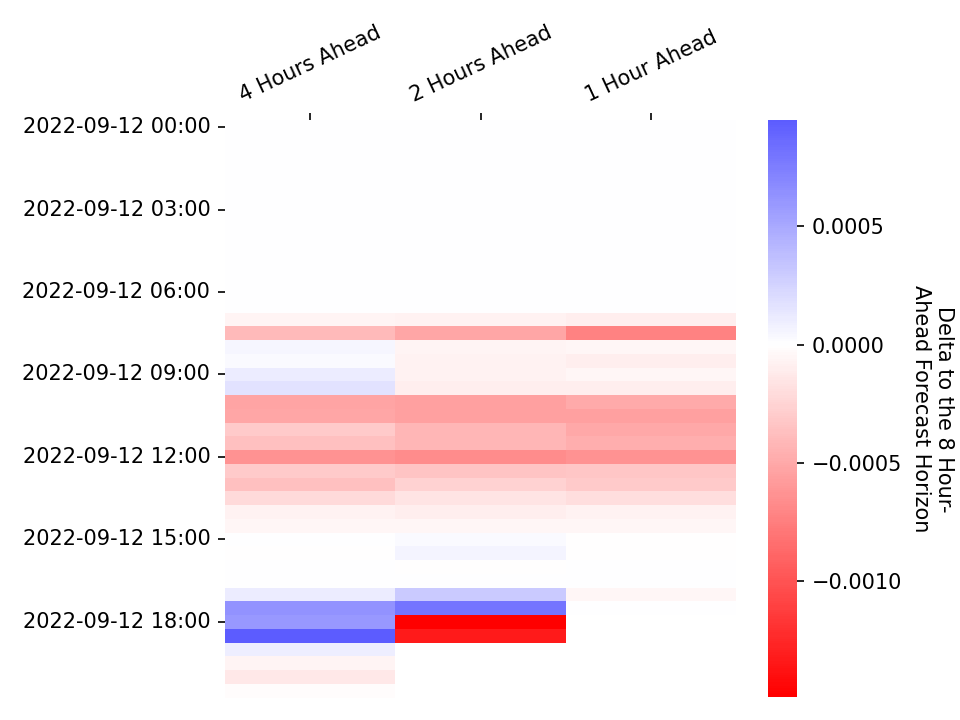 4 Hours Ahead
2 Hours Ahead
1 Hour Ahead
2022-09-12 00:00
2022-09-12 03:00
2022-09-12 06:00
2022-09-12 09:00
2022-09-12 12:00
2022-09-12 15:00
2022-09-12 18:00
0.0005
0.0000
−0.0005
−0.0010
Delta to the 8 Hour-
Ahead Forecast Horizon